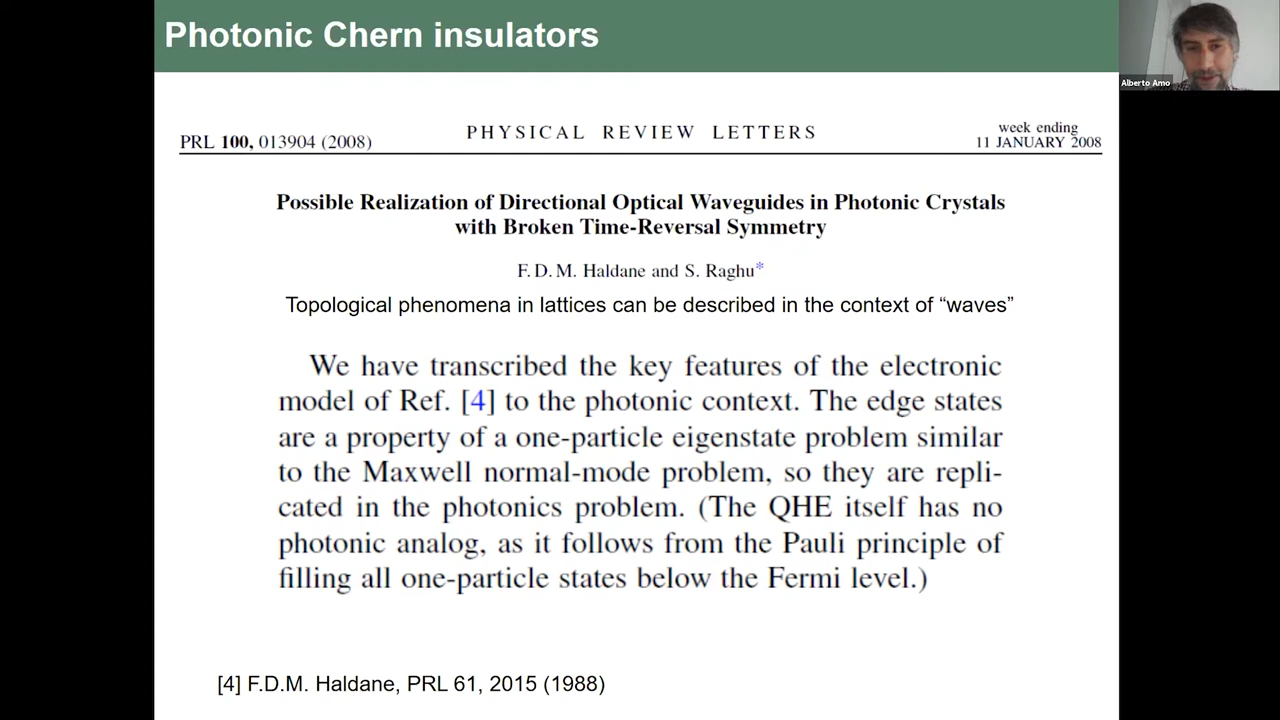 Photonic Chern insulators
Alberto Amo
PRL 100, 013904 (2008)
PHYSICAL REVIEW LETTERS
week ending
11 JANUARY 2008
Possible Realization of Directional Optical Waveguides in Photonic Crystals
with Broken Time-Reversal Symmetry
F. D. M. Haldane and S. Raghu*
Topological phenomena in lattices can be described in the context of “waves”
We have transcribed the key features of the electronic
model of Ref. [4] to the photonic context. The edge states
are a property of a one-particle eigenstate problem similar
to the Maxwell normal-mode problem, so they are repli-
cated in the photonics problem. (The QHE itself has no
photonic analog, as it follows from the Pauli principle of
filling all one-particle states below the Fermi level.)
[4] F.D.M. Haldane, PRL 61, 2015 (1988)